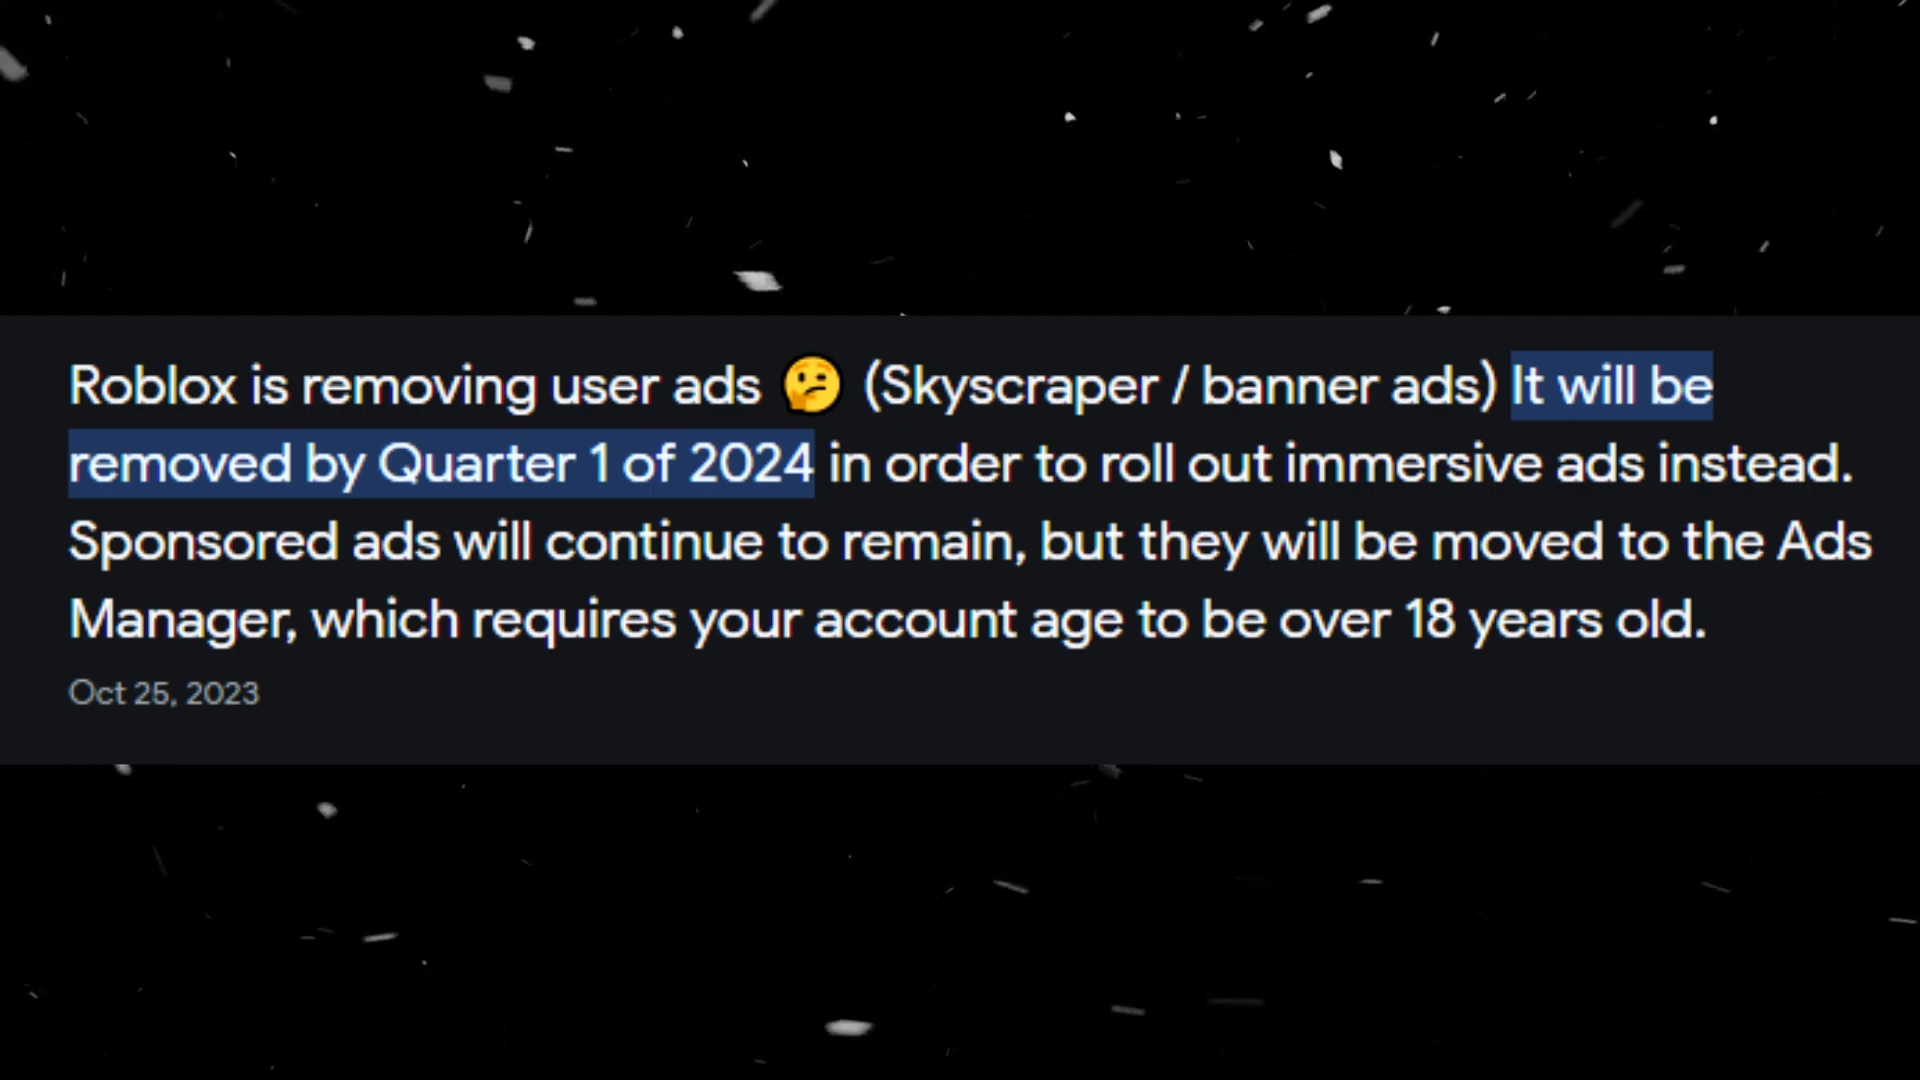 Roblox is removing user ads 🤔 (Skyscraper / banner ads) It will be
removed by Quarter 1 of 2024 in order to roll out immersive ads instead.
Sponsored ads will continue to remain, but they will be moved to the Ads
Manager, which requires your account age to be over 18 years old.
Oct 25, 2023